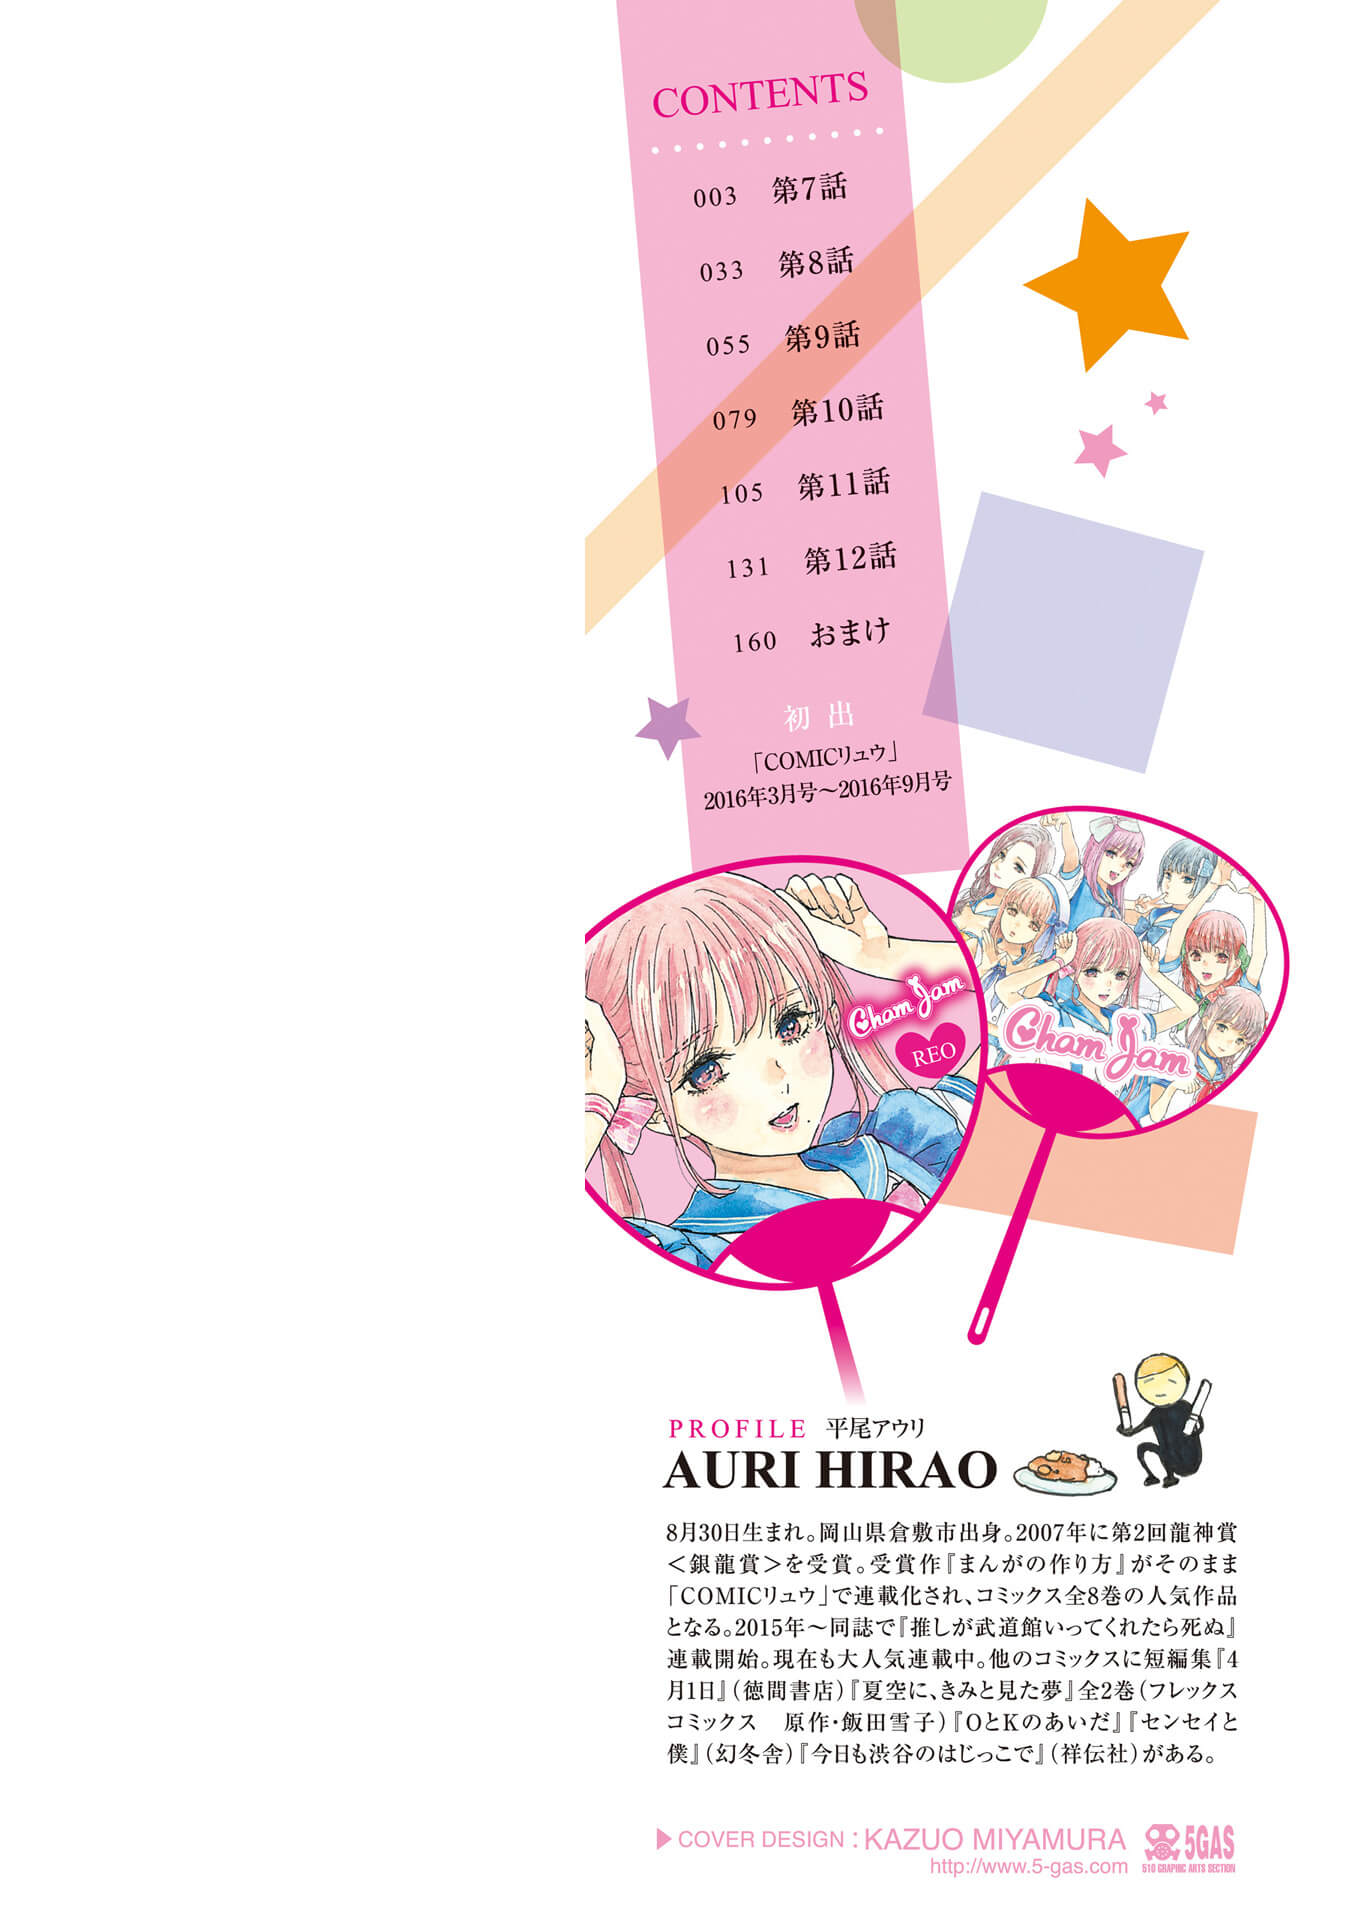 CONTENTS
003 第7話
033 第8話
055 第9話
079 第10話
105 第11話
131 第12話
160 おまけ
初出
「COMICリュウ」
2016年3月号～2016年9月号
Cham Jam
REO
Cham Jam
PROFILE 平尾アウリ
AURI HIRAO
8月30日生まれ。岡山県倉敷市出身。2007年に第2回龍神賞
＜銀龍賞＞を受賞。受賞作『まんがの作り方』がそのまま
「COMICリュウ」で連載化され、コミックス全8巻の人気作品
となる。2015年～同誌で『推しが武道館いってくれたら死ぬ』
連載開始。現在も大人気連載中。他のコミックスに短編集『4
月1日』（徳間書店）『夏空に、きみと見た夢』全2巻（フレックス
コミックス　原作・飯田雪子）『OとKのあいだ』『センセイと
僕』（幻冬舎）『今日も渋谷のはじっこで』（祥伝社）がある。
COVER DESIGN：KAZUO MIYAMURA
http://www.5-gas.com
5GAS
510 GRAPHIC ARTS SECTION